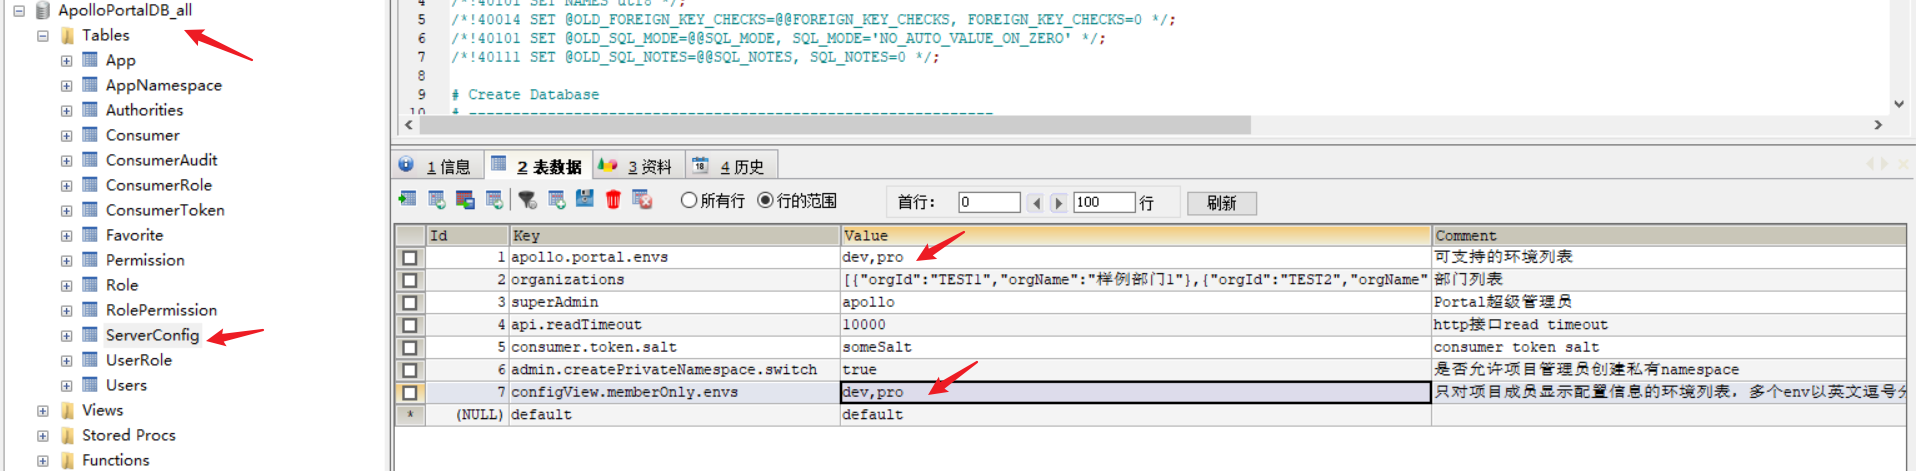 ApolloPortalDB_all
Tables
App
AppNamespace
Authorities
Consumer
ConsumerAudit
ConsumerRole
ConsumerToken
Favorite
Permission
Role
RolePermission
ServerConfig
UserRole
Users
Views
Stored Procs
Functions
4 /*!40101 SET NAMES utf8 */;
5 /*!40014 SET @OLD_FOREIGN_KEY_CHECKS=@@FOREIGN_KEY_CHECKS, FOREIGN_KEY_CHECKS=0 */;
6 /*!40101 SET @OLD_SQL_MODE=@@SQL_MODE, SQL_MODE='NO_AUTO_VALUE_ON_ZERO' */;
7 /*!40111 SET @OLD_SQL_NOTES=@@SQL_NOTES, SQL_NOTES=0 */;
8
9 # Create Database
10
1 信息 2 表数据 3 资料 4 历史
所有行 行的范围 首行: 0 100 行 刷新
Id Key Value Comment
1 apollo.portal.envs dev,pro 可支持的环境列表
2 organizations [{"orgId":"TEST1","orgName":"样例部门1"},{"orgId":"TEST2","orgName" 部门列表
3 superAdmin apollo Portal超级管理员
4 api.readTimeout 10000 http接口read timeout
5 consumer.token.salt someSalt consumer token salt
6 admin.createPrivateNamespace.switch true 是否允许项目管理员创建私有namespace
7 configView.memberOnly.envs dev,pro 只对项目成员显示配置信息的环境列表，多个env以英文逗号分
* (NULL) default default